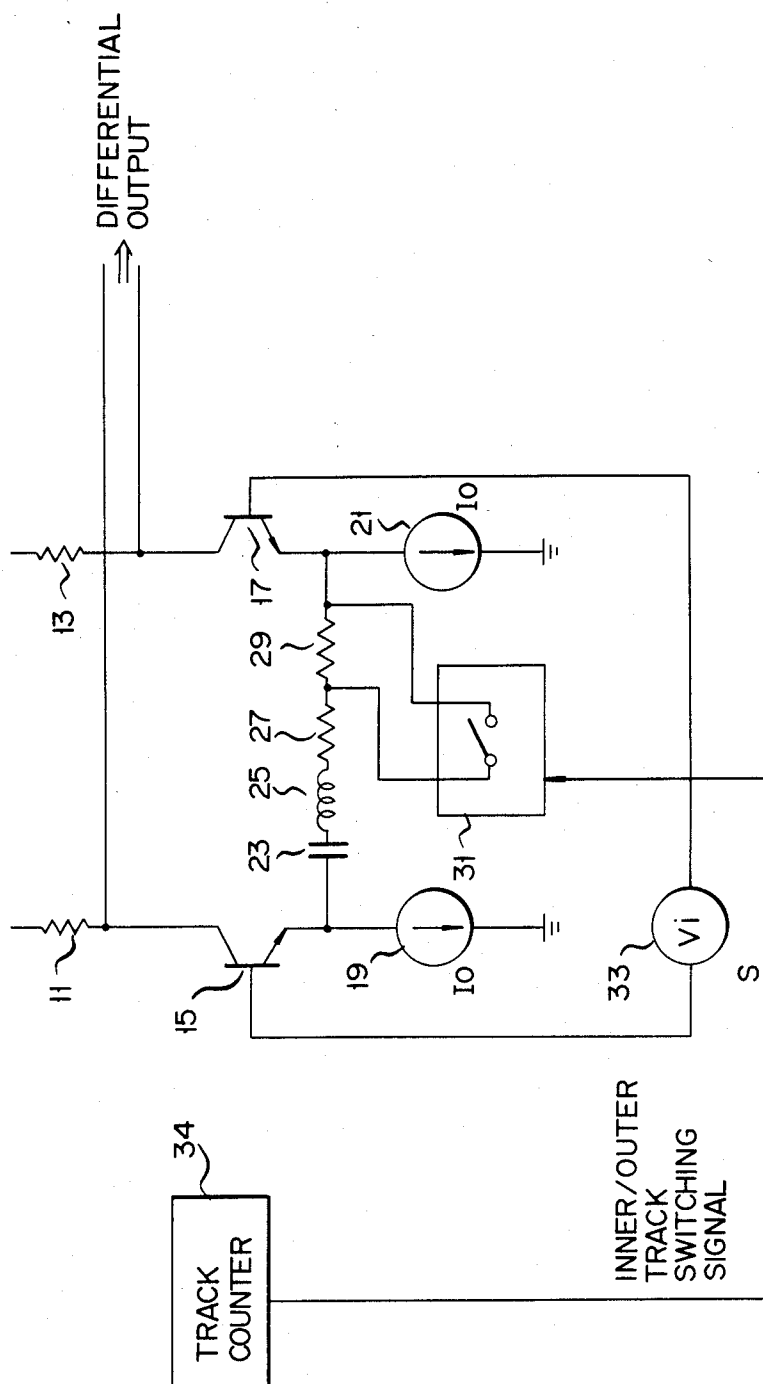 DIFFERENTIAL
OUTPUT
13
11
17
15
29
27
25
23
21
IO
19
IO
31
33
Vi
S
34
TRACK
COUNTER
INNER/OUTER
TRACK
SWITCHING
SIGNAL